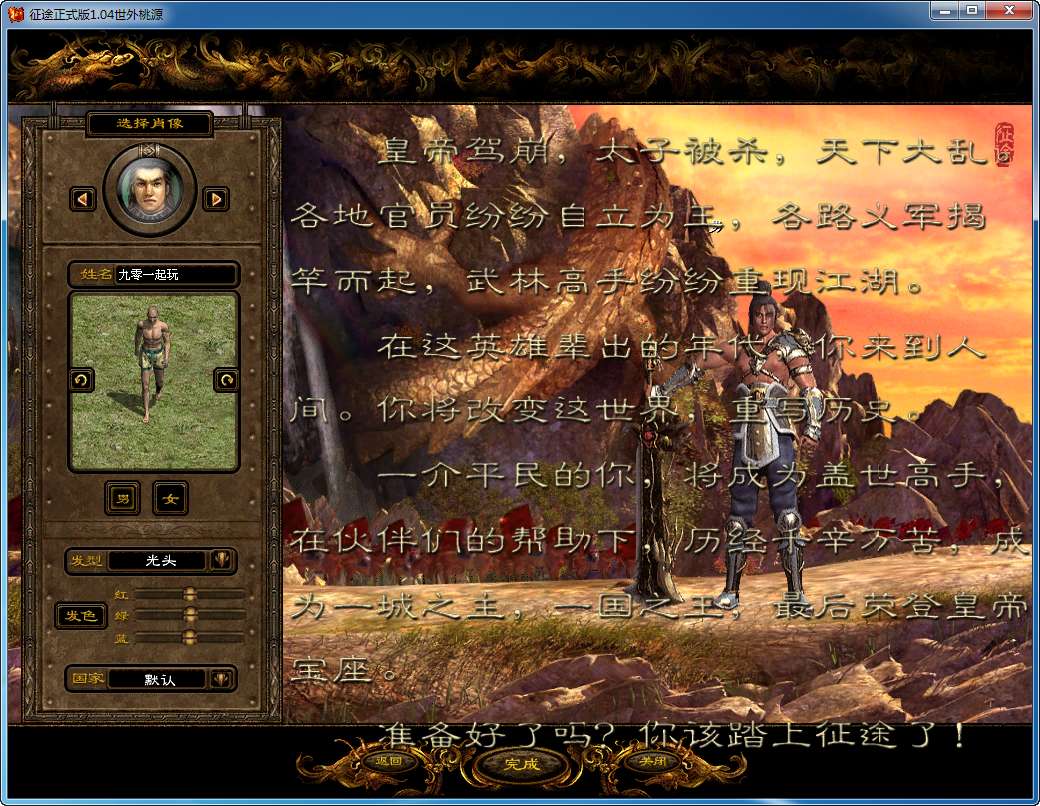 征途正式版1.04世外桃源
选择肖像
姓名 九零一起玩
男 女
发型 光头
红
发色 绿
蓝
国家 默认
皇帝驾崩，太子被杀，天下大乱。
征途
各地官员纷纷自立为王，各路义军揭
竿而起，武林高手纷纷重现江湖。
在这英雄辈出的年代，你来到人
间。你将改变这世界，重写历史。
一介平民的你，将成为盖世高手，
在伙伴们的帮助下，历经千辛万苦，成
为一城之主，一国之王，最后荣登皇帝
宝座。
准备好了吗？你该踏上征途了！
返回 完成 关闭